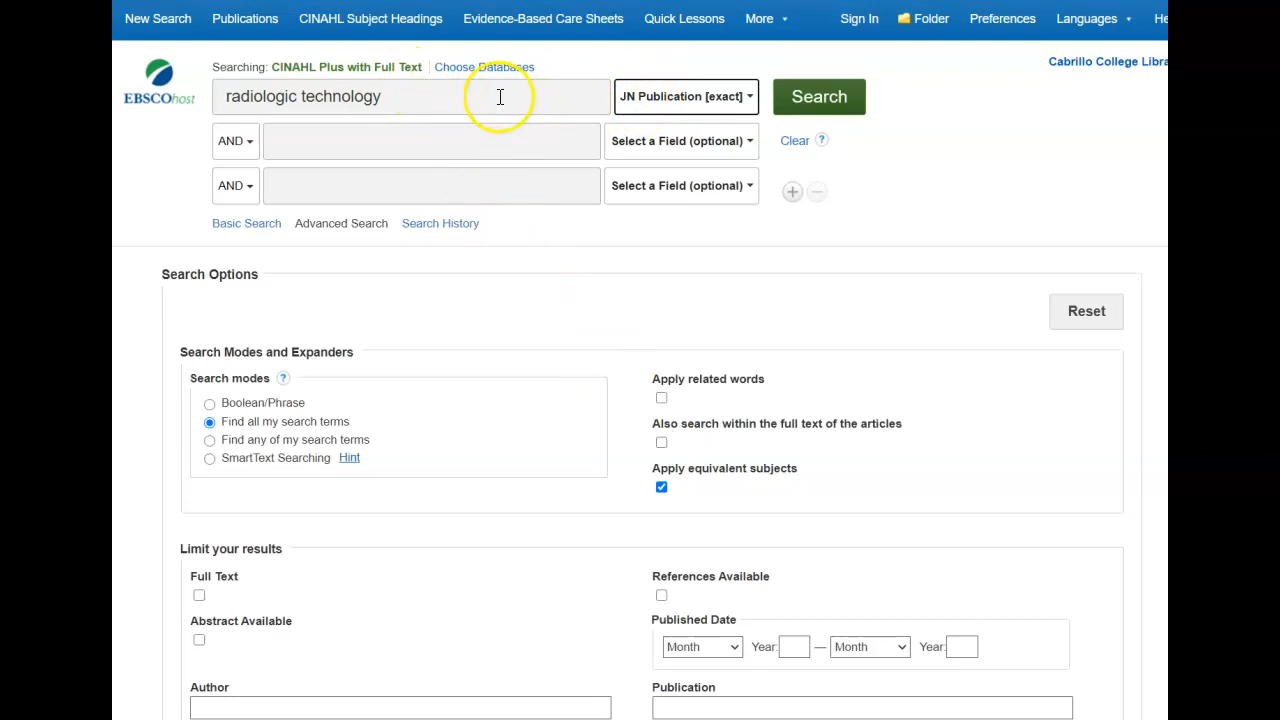 New Search Publications CINAHL Subject Headings Evidence-Based Care Sheets Quick Lessons More Sign In Folder Preferences Languages He
Searching: CINAHL Plus with Full Text Choose Databases Cabrillo College Libra
EBSCOhost
radiologic technology JN Publication [exact] Search
AND Select a Field (optional) Clear ?
AND Select a Field (optional) + −
Basic Search Advanced Search Search History
Search Options
Reset
Search Modes and Expanders
Search modes ?
Boolean/Phrase
Find all my search terms
Find any of my search terms
SmartText Searching Hint
Apply related words
Also search within the full text of the articles
Apply equivalent subjects
Limit your results
Full Text
References Available
Abstract Available
Published Date
Month Year: — Month Year:
Author
Publication